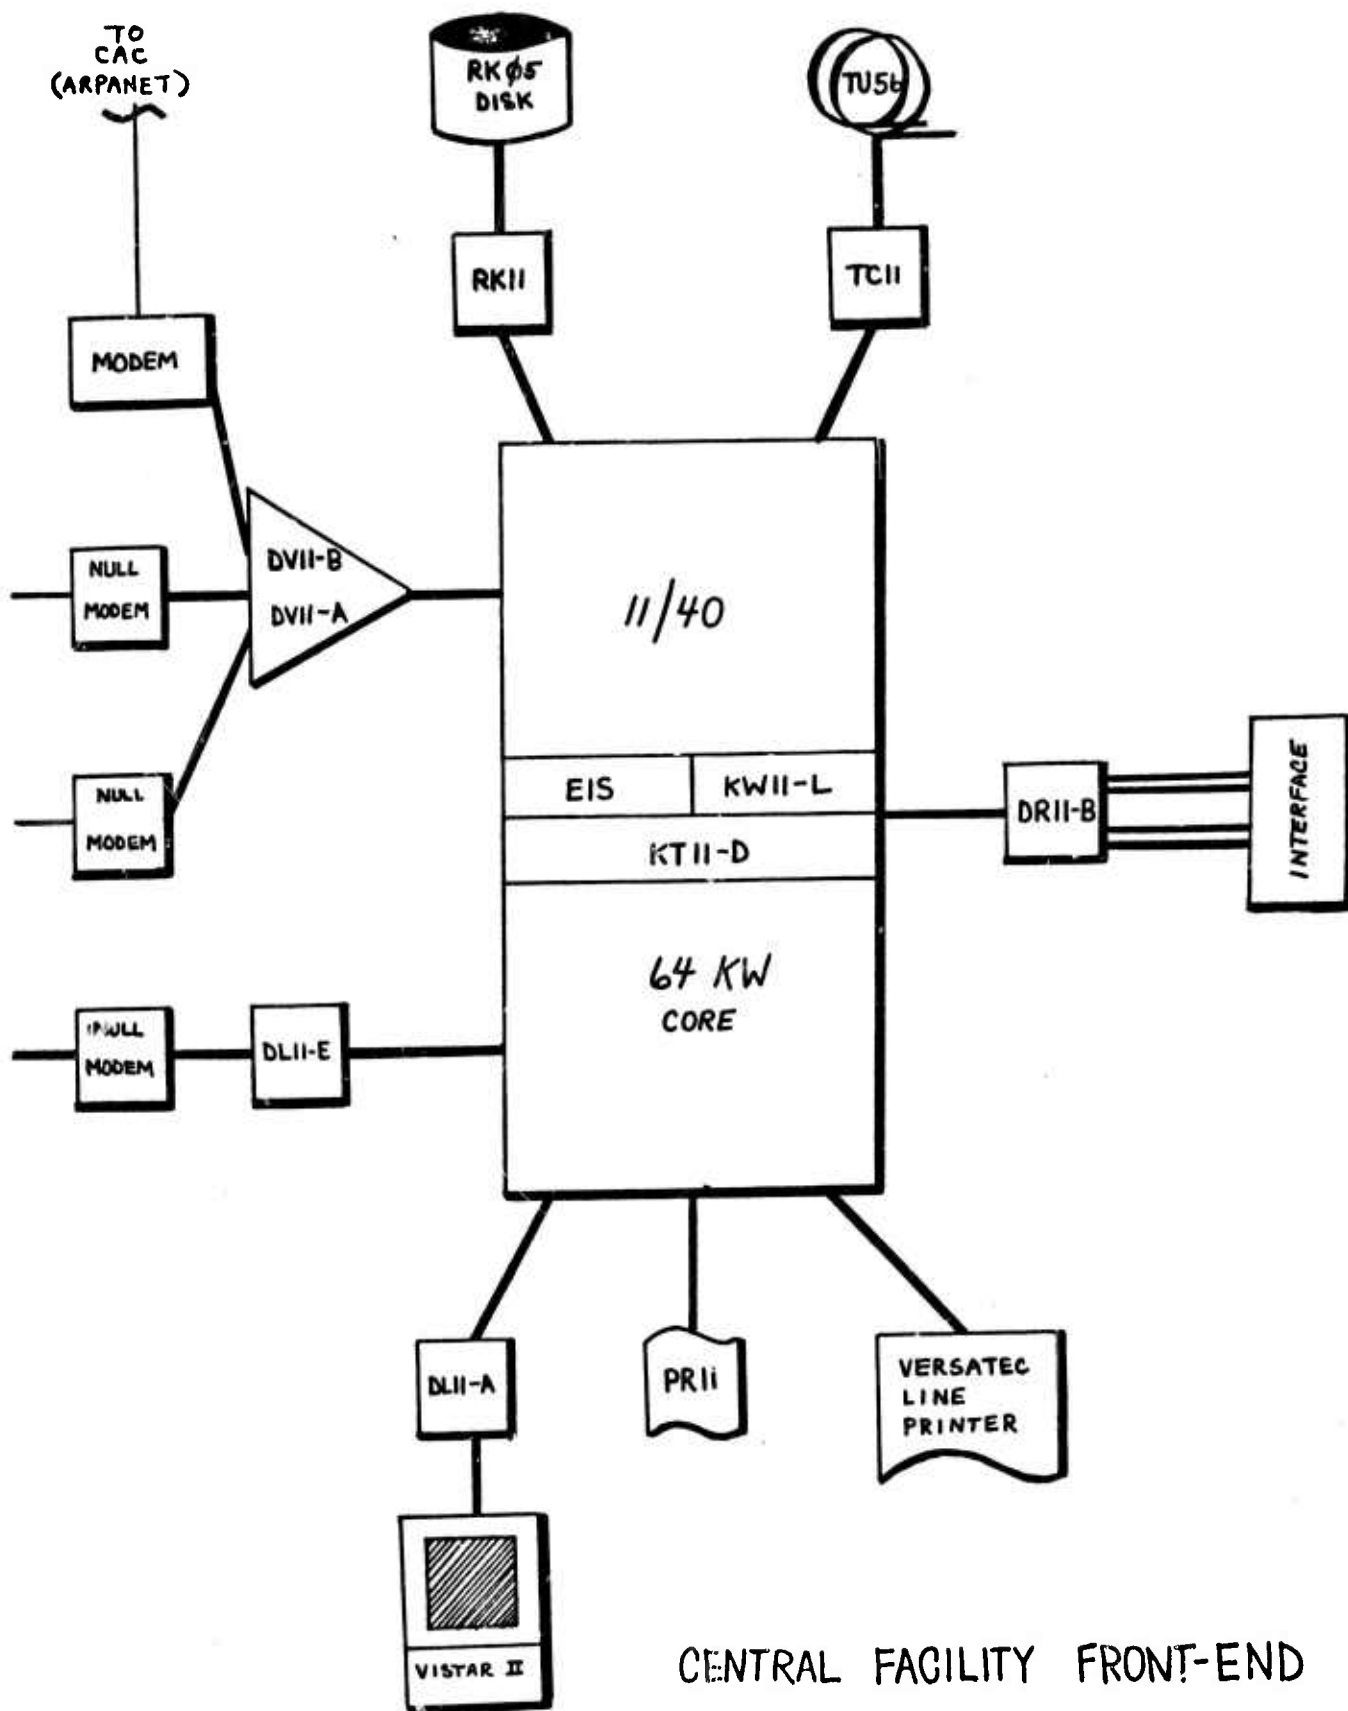 TO
CAC
(ARPANET)
RKØ5
DISK
TU56
RK11
TC11
MODEM
NULL
MODEM
DV11-B
DV11-A
11/40
EIS
KW11-L
KT11-D
NULL
MODEM
DR11-B
INTERFACE
64 KW
CORE
NULL
MODEM
DL11-E
DL11-A
PR11
VERSATEC
LINE
PRINTER
VISTAR II
CENTRAL FACILITY FRONT-END